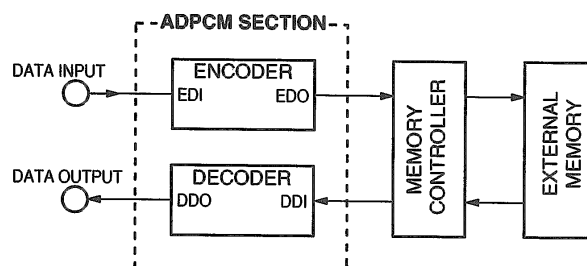 ADPCM SECTION
DATA INPUT
ENCODER
EDI EDO
MEMORY
CONTROLLER
EXTERNAL
MEMORY
DATA OUTPUT
DECODER
DDO DDI